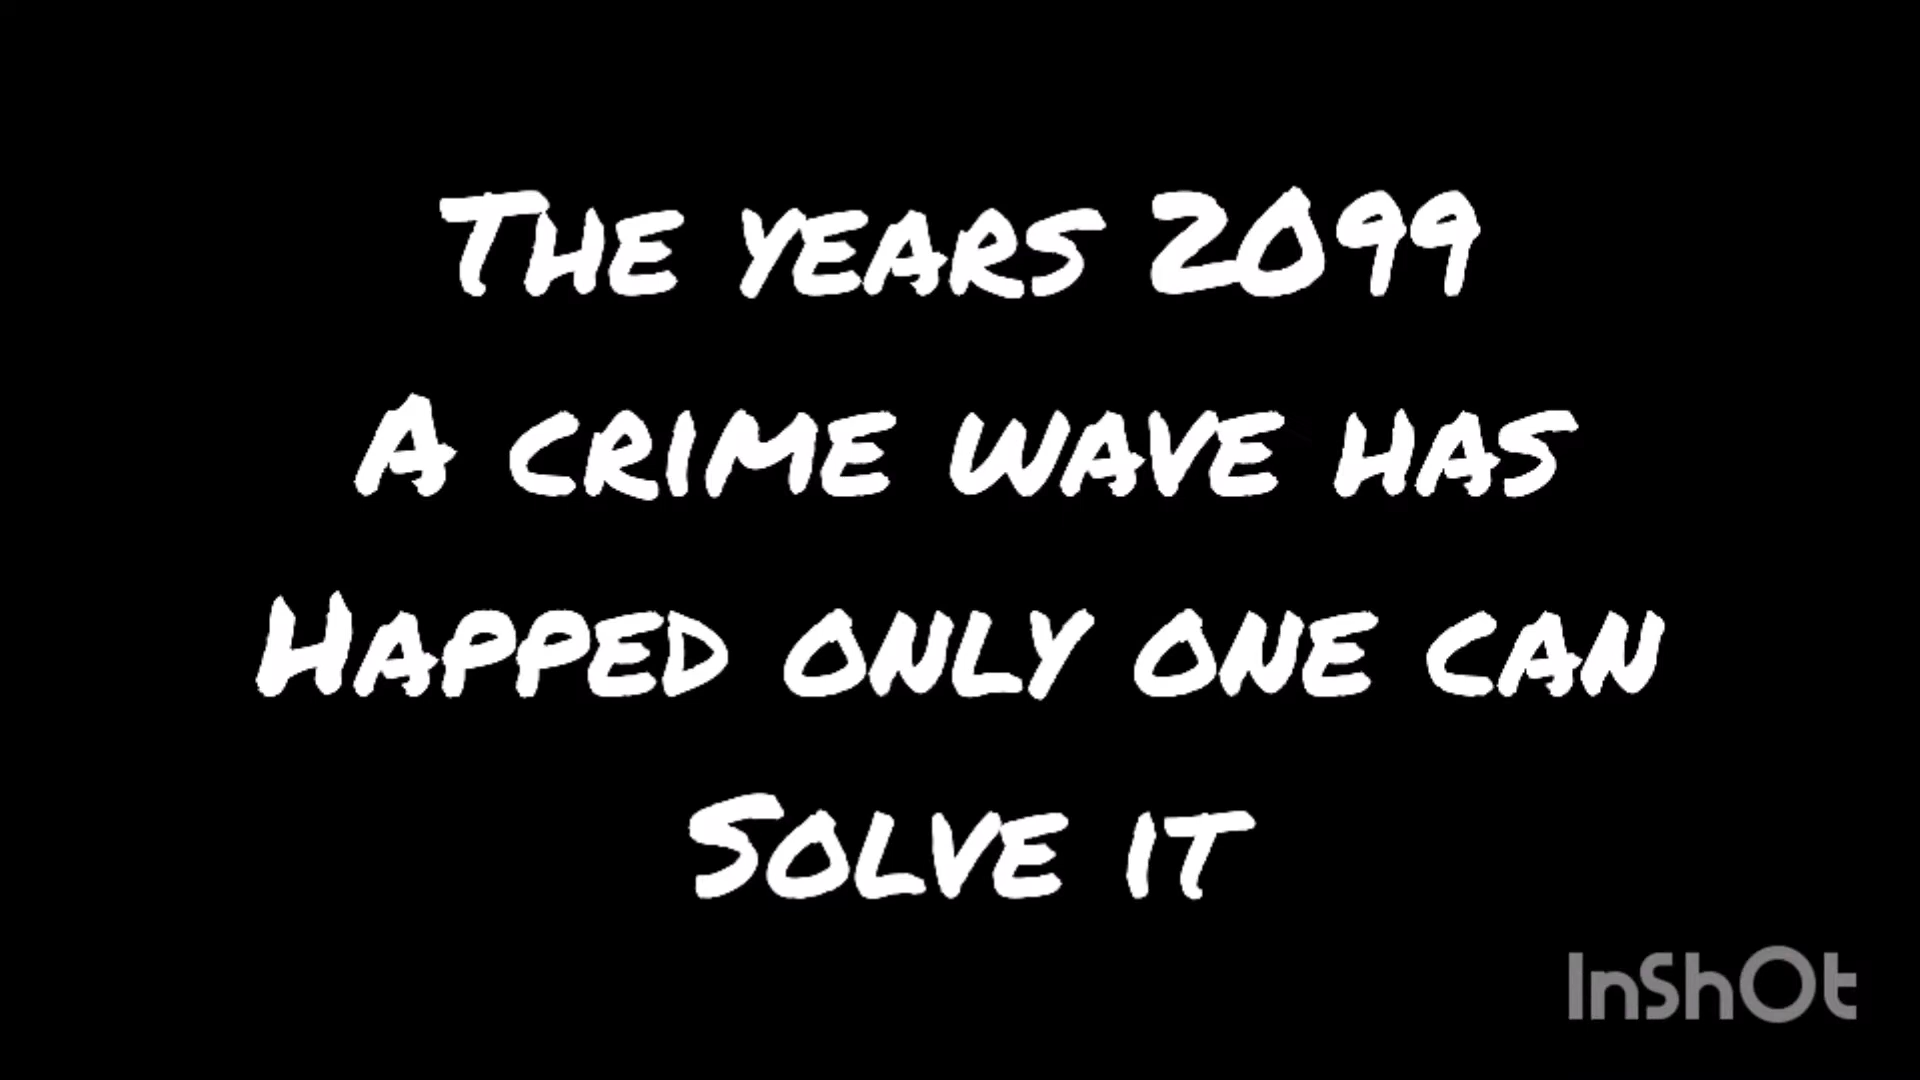 The years 2099
A crime wave has
Happed only one can
Solve it
InShOt